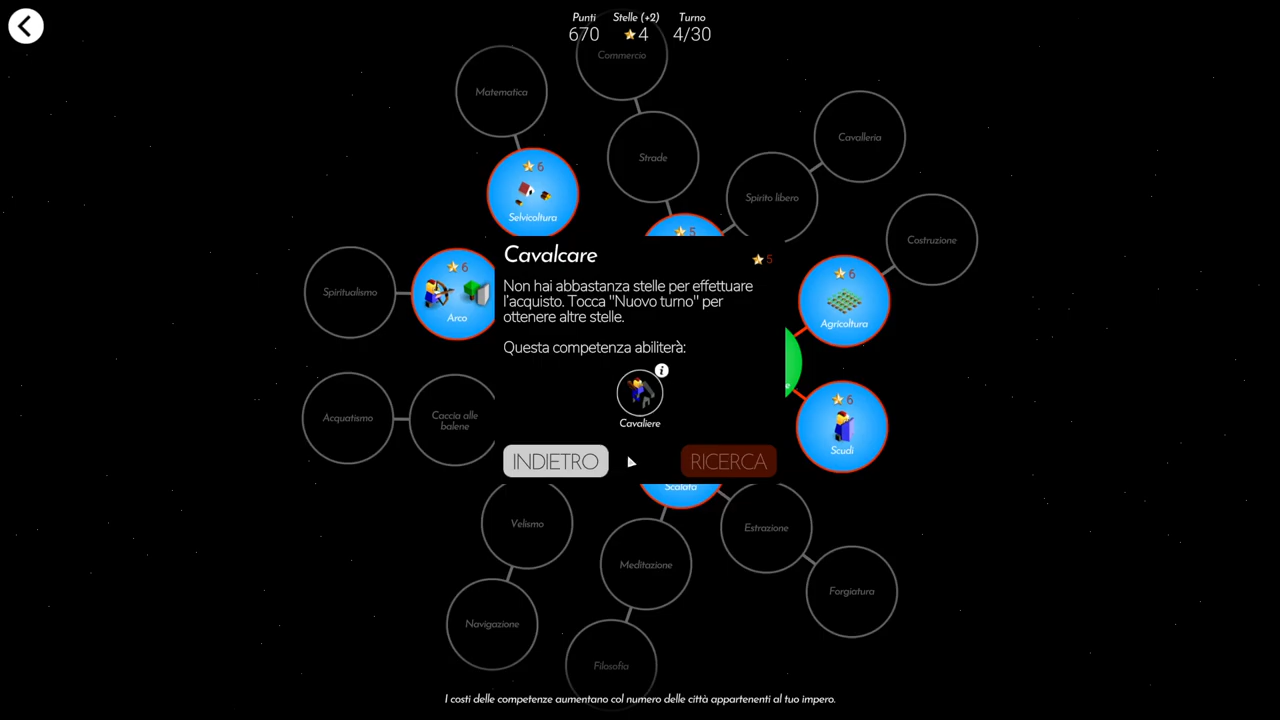 Punti
Stelle (+2)
Turno
670
4
4/30
Commercio
Matematica
Cavalleria
Strade
6
Selvicoltura
Spirito libero
Costruzione
5
Cavalcare
5
Non hai abbastanza stelle per effettuare
l'acquisto. Tocca "Nuovo turno" per
ottenere altre stelle.
Questa competenza abiliterà:
i
Cavaliere
INDIETRO
RICERCA
6
Arco
Spiritualismo
6
Agricoltura
e
6
Scudi
Acquatismo
Caccia alle
balene
Scalata
Velismo
Estrazione
Meditazione
Forgiatura
Navigazione
Filosofia
I costi delle competenze aumentano col numero delle città appartenenti al tuo impero.